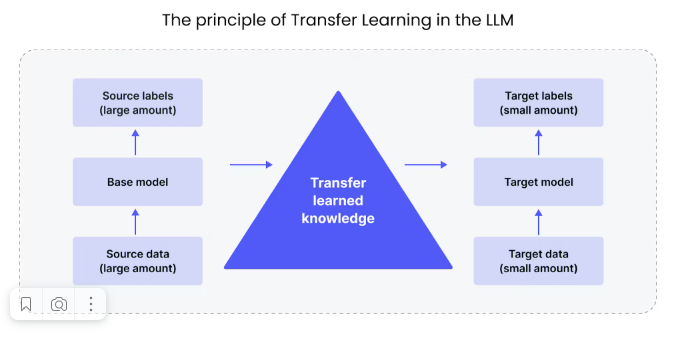 The principle of Transfer Learning in the LLM
Source labels
(large amount)
Base model
Source data
(large amount)
Transfer
learned
knowledge
Target labels
(small amount)
Target model
Target data
(small amount)